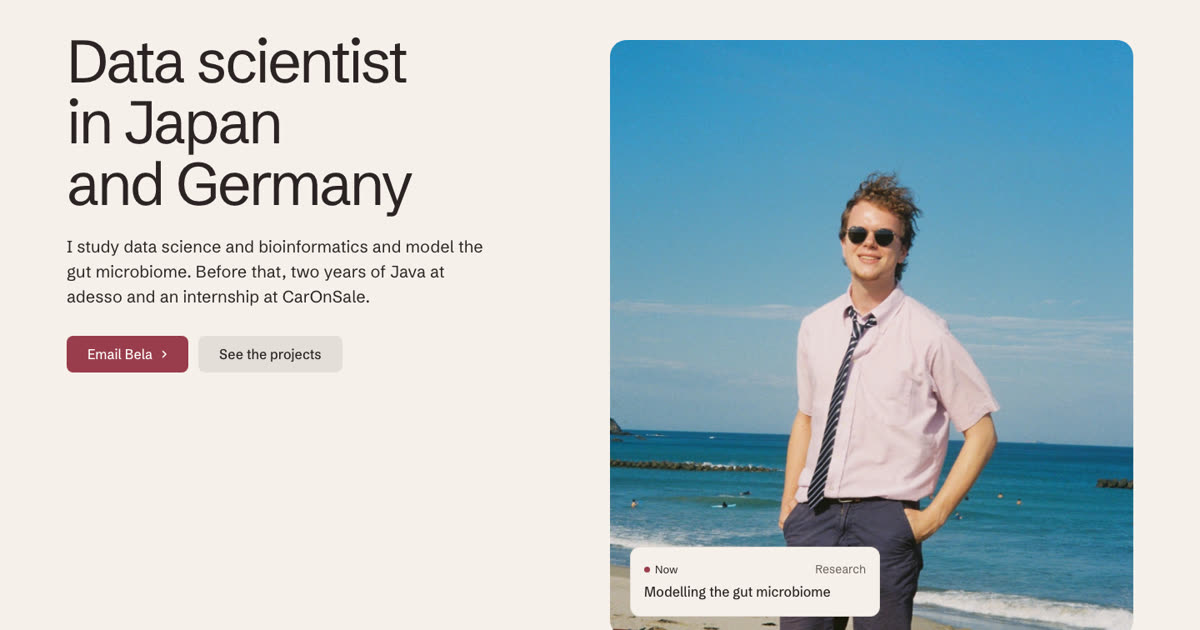 Data scientist
in Japan
and Germany
I study data science and bioinformatics and model the
gut microbiome. Before that, two years of Java at
adesso and an internship at CarOnSale.
Email Bela
See the projects
Now
Research
Modelling the gut microbiome